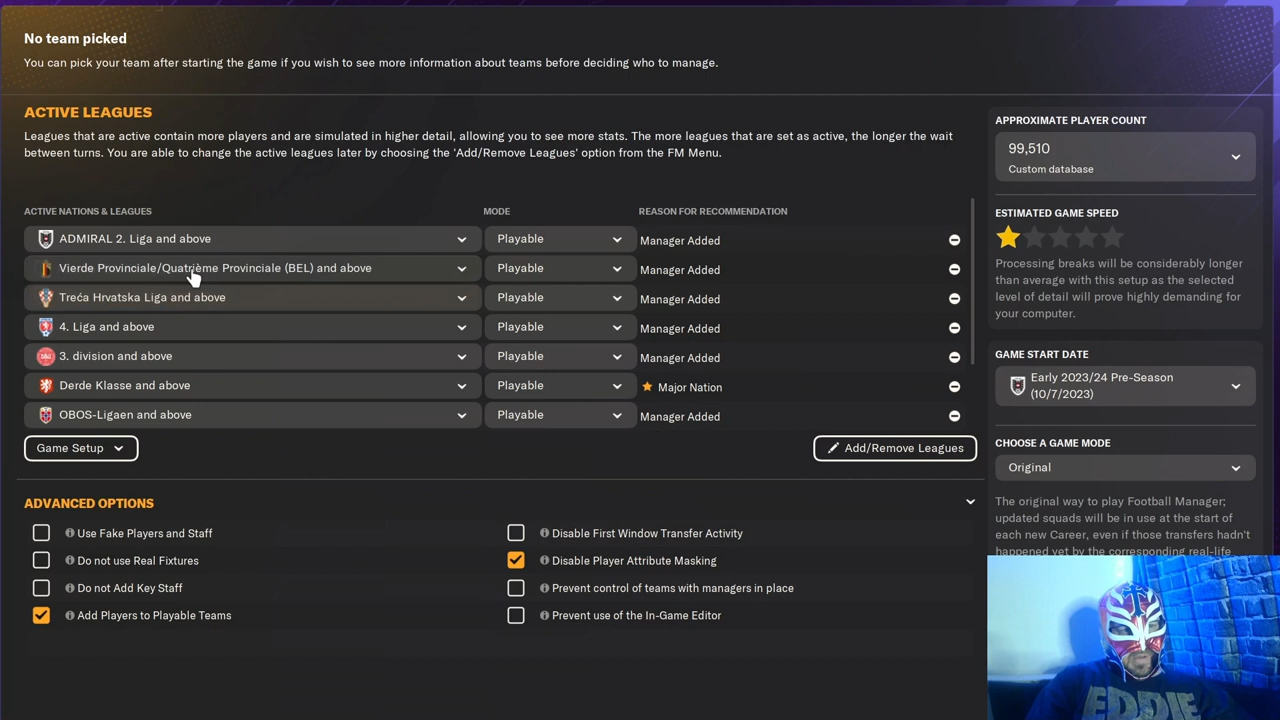 No team picked
You can pick your team after starting the game if you wish to see more information about teams before deciding who to manage.
ACTIVE LEAGUES
Leagues that are active contain more players and are simulated in higher detail, allowing you to see more stats. The more leagues that are set as active, the longer the wait
between turns. You are able to change the active leagues later by choosing the 'Add/Remove Leagues' option from the FM Menu.
ACTIVE NATIONS & LEAGUES MODE REASON FOR RECOMMENDATION
ADMIRAL 2. Liga and above Playable Manager Added
Vierde Provinciale/Quatrième Provinciale (BEL) and above Playable Manager Added
Treća Hrvatska Liga and above Playable Manager Added
4. Liga and above Playable Manager Added
3. division and above Playable Manager Added
Derde Klasse and above Playable Major Nation
OBOS-Ligaen and above Playable Manager Added
Game Setup Add/Remove Leagues
ADVANCED OPTIONS
Use Fake Players and Staff
Do not use Real Fixtures
Do not Add Key Staff
Add Players to Playable Teams
Disable First Window Transfer Activity
Disable Player Attribute Masking
Prevent control of teams with managers in place
Prevent use of the In-Game Editor
APPROXIMATE PLAYER COUNT
99,510
Custom database
ESTIMATED GAME SPEED
Processing breaks will be considerably longer
than average with this setup as the selected
level of detail will prove highly demanding for
your computer.
GAME START DATE
Early 2023/24 Pre-Season
(10/7/2023)
CHOOSE A GAME MODE
Original
The original way to play Football Manager;
updated squads will be in use at the start of
each new Career, even if those transfers hadn't
happened yet by the corresponding real-life
EDDIE